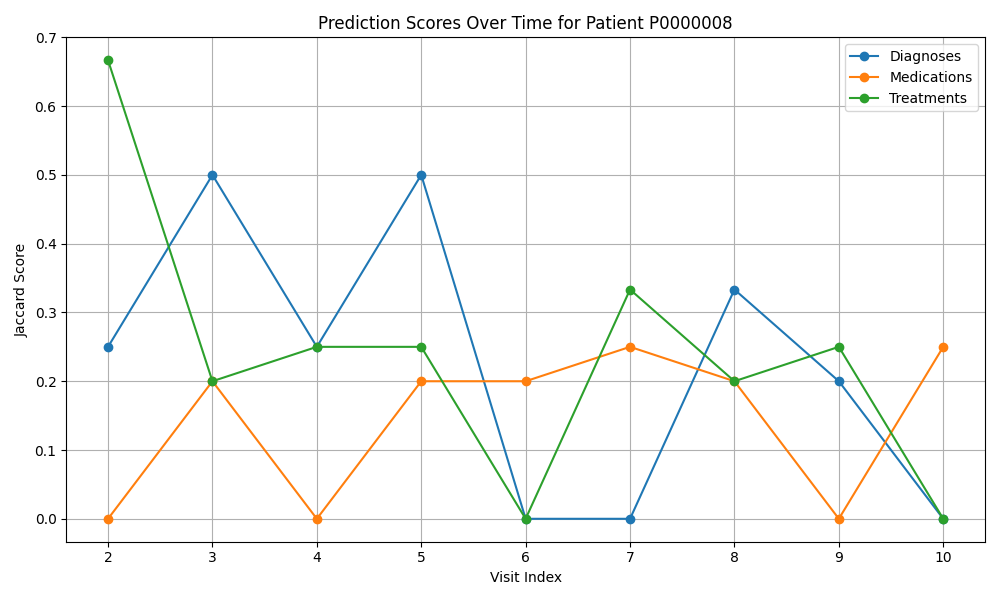 Prediction Scores Over Time for Patient P0000008
0.7
0.6
0.5
0.4
0.3
0.2
0.1
0.0
Jaccard Score
Diagnoses
Medications
Treatments
2 3 4 5 6 7 8 9 10
Visit Index